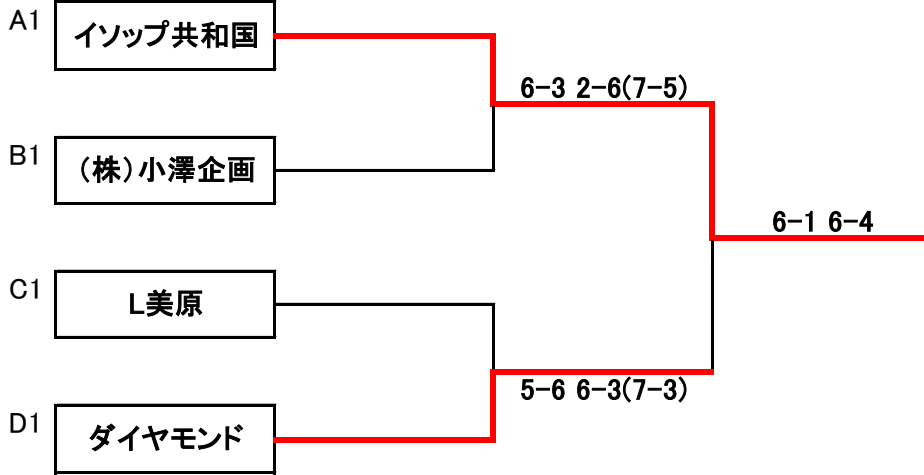 A1
イソップ共和国
6-3 2-6(7-5)
B1
（株）小澤企画
6-1 6-4
C1
L美原
5-6 6-3(7-3)
D1
ダイヤモンド